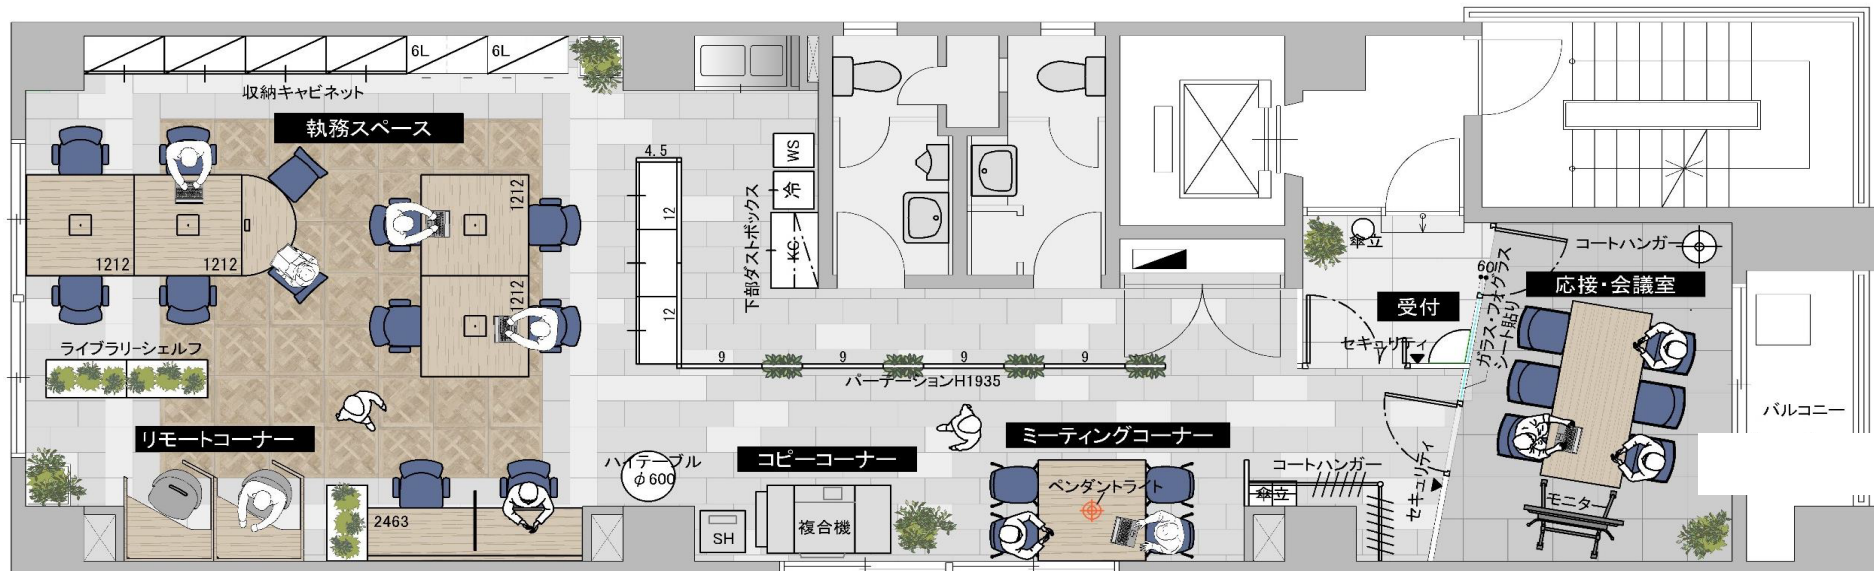 6L
6L
収納キャビネット
執務スペース
4.5
WS
冷
KC
下部ダストボックス
12
12
1212
1212
1212
1212
傘立
コートハンガー
60
応接・会議室
ガラス・フォグラス
シート貼り
受付
セキュリティ
ライブラリーシェルフ
9
9
9
9
パーテーションH1935
バルコニー
リモートコーナー
ミーティングコーナー
コピーコーナー
ハイテーブル
φ600
コートハンガー
傘立
セキュリティ
ペンダントライト
モニター
2463
SH
複合機